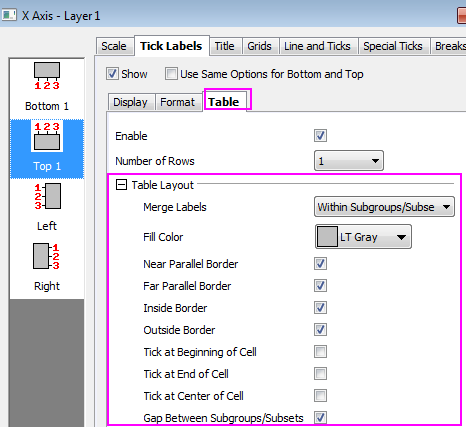 X Axis - Layer1
Scale Tick Labels Title Grids Line and Ticks Special Ticks Breaks
Show Use Same Options for Bottom and Top
Display Format Table
1 2 3
Bottom 1
1 2 3
Top 1
1
2
3
Left
1
2
3
Right
Enable
Number of Rows 1
Table Layout
Merge Labels Within Subgroups/Subse
Fill Color LT Gray
Near Parallel Border
Far Parallel Border
Inside Border
Outside Border
Tick at Beginning of Cell
Tick at End of Cell
Tick at Center of Cell
Gap Between Subgroups/Subsets